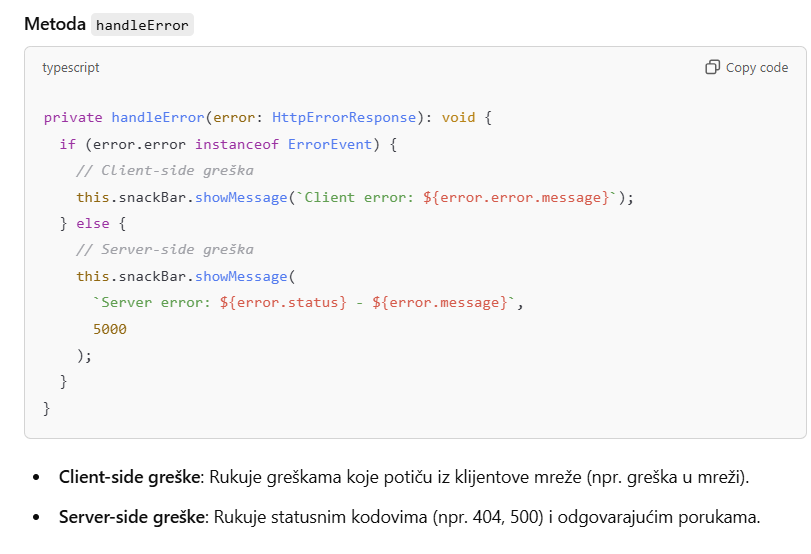 Metoda handleError
typescript
Copy code
private handleError(error: HttpErrorResponse): void {
  if (error.error instanceof ErrorEvent) {
    // Client-side greška
    this.snackBar.showMessage(`Client error: ${error.error.message}`);
  } else {
    // Server-side greška
    this.snackBar.showMessage(
      `Server error: ${error.status} - ${error.message}`,
      5000
    );
  }
}
• Client-side greške: Rukuje greškama koje potiču iz klijentove mreže (npr. greška u mreži).
• Server-side greške: Rukuje statusnim kodovima (npr. 404, 500) i odgovarajućim porukama.